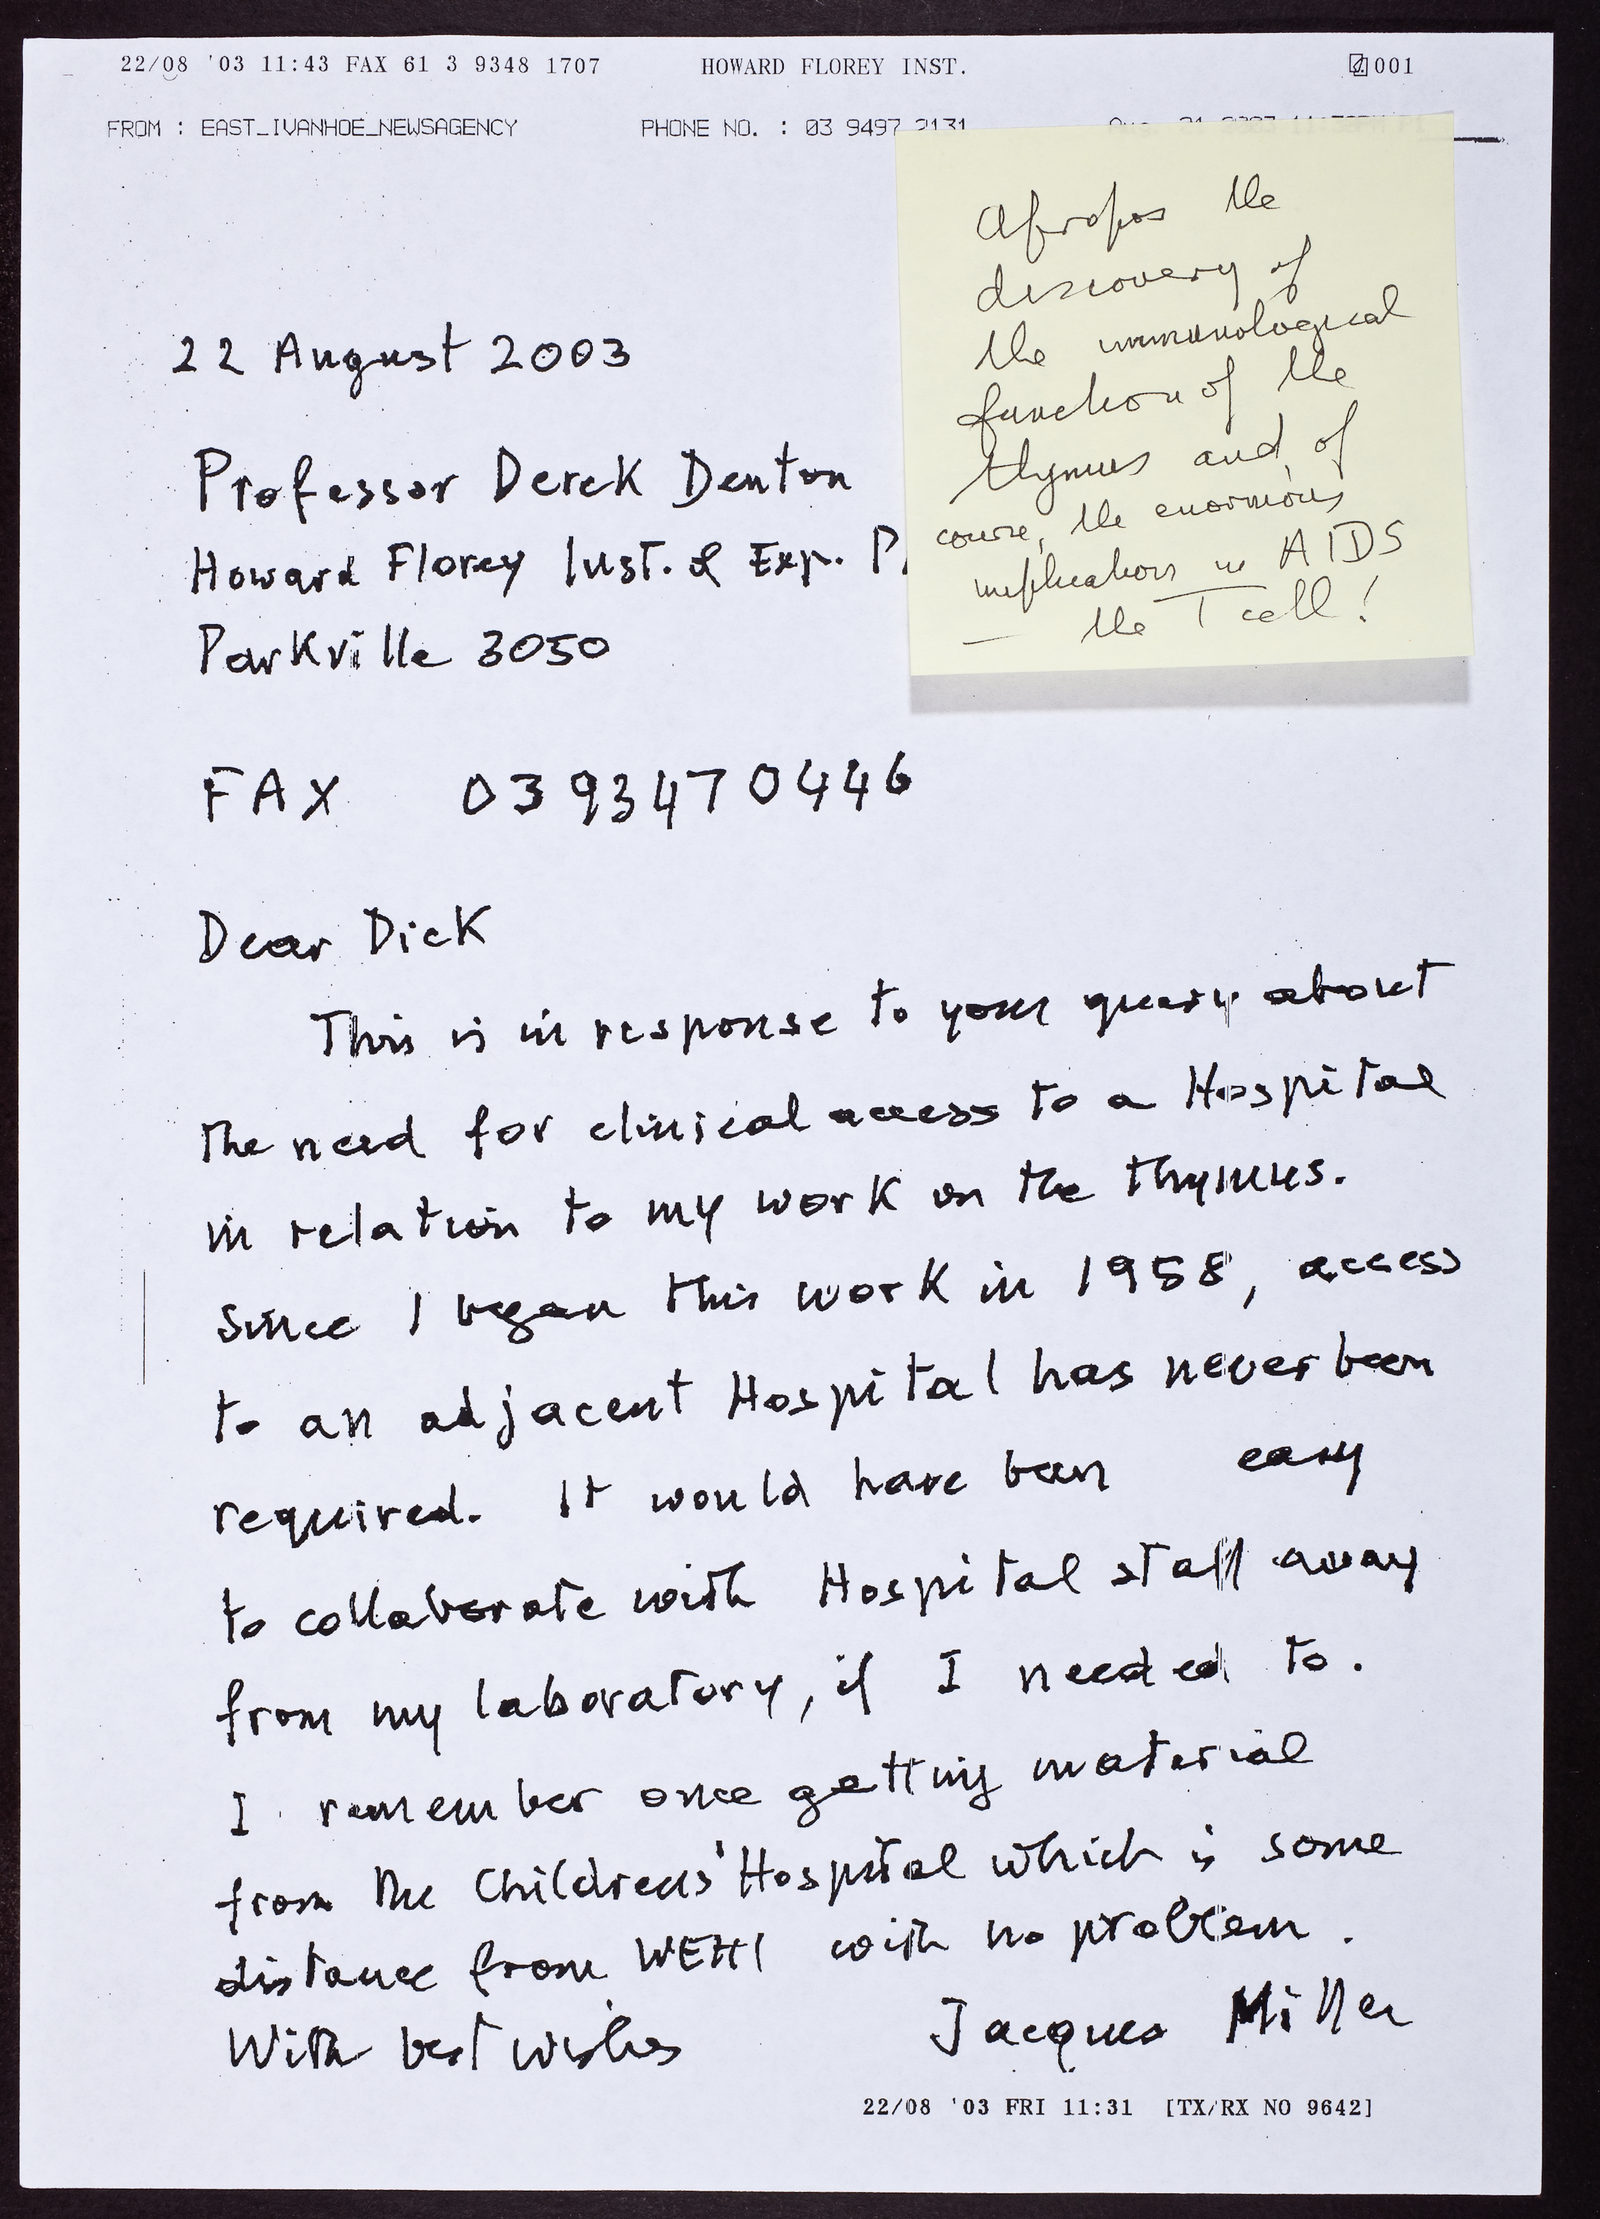 22/08 '03 11:43 FAX 61 3 9348 1707 HOWARD FLOREY INST. 001
FROM : EAST_IVANHOE_NEWSAGENCY PHONE NO. : 03 9497 2131
Apropos the
discovery of
the immunological
function of the
thymus and, of
course, the enormous
implications in AIDS
— the T cell!
22 August 2003
Professor Derek Denton
Howard Florey Inst. of Exp. P
Parkville 3050
FAX 0393470446
Dear Dick
This is in response to your query about
the need for clinical access to a Hospital
in relation to my work on the thymus.
Since I began this work in 1958, access
to an adjacent Hospital has never been
required. It would have been easy
to collaborate with Hospital staff away
from my laboratory, if I needed to.
I remember once getting material
from the Childrens' Hospital which is some
distance from WEHI with no problem.
With best wishes Jacques Miller
22/08 '03 FRI 11:31 [TX/RX NO 9642]